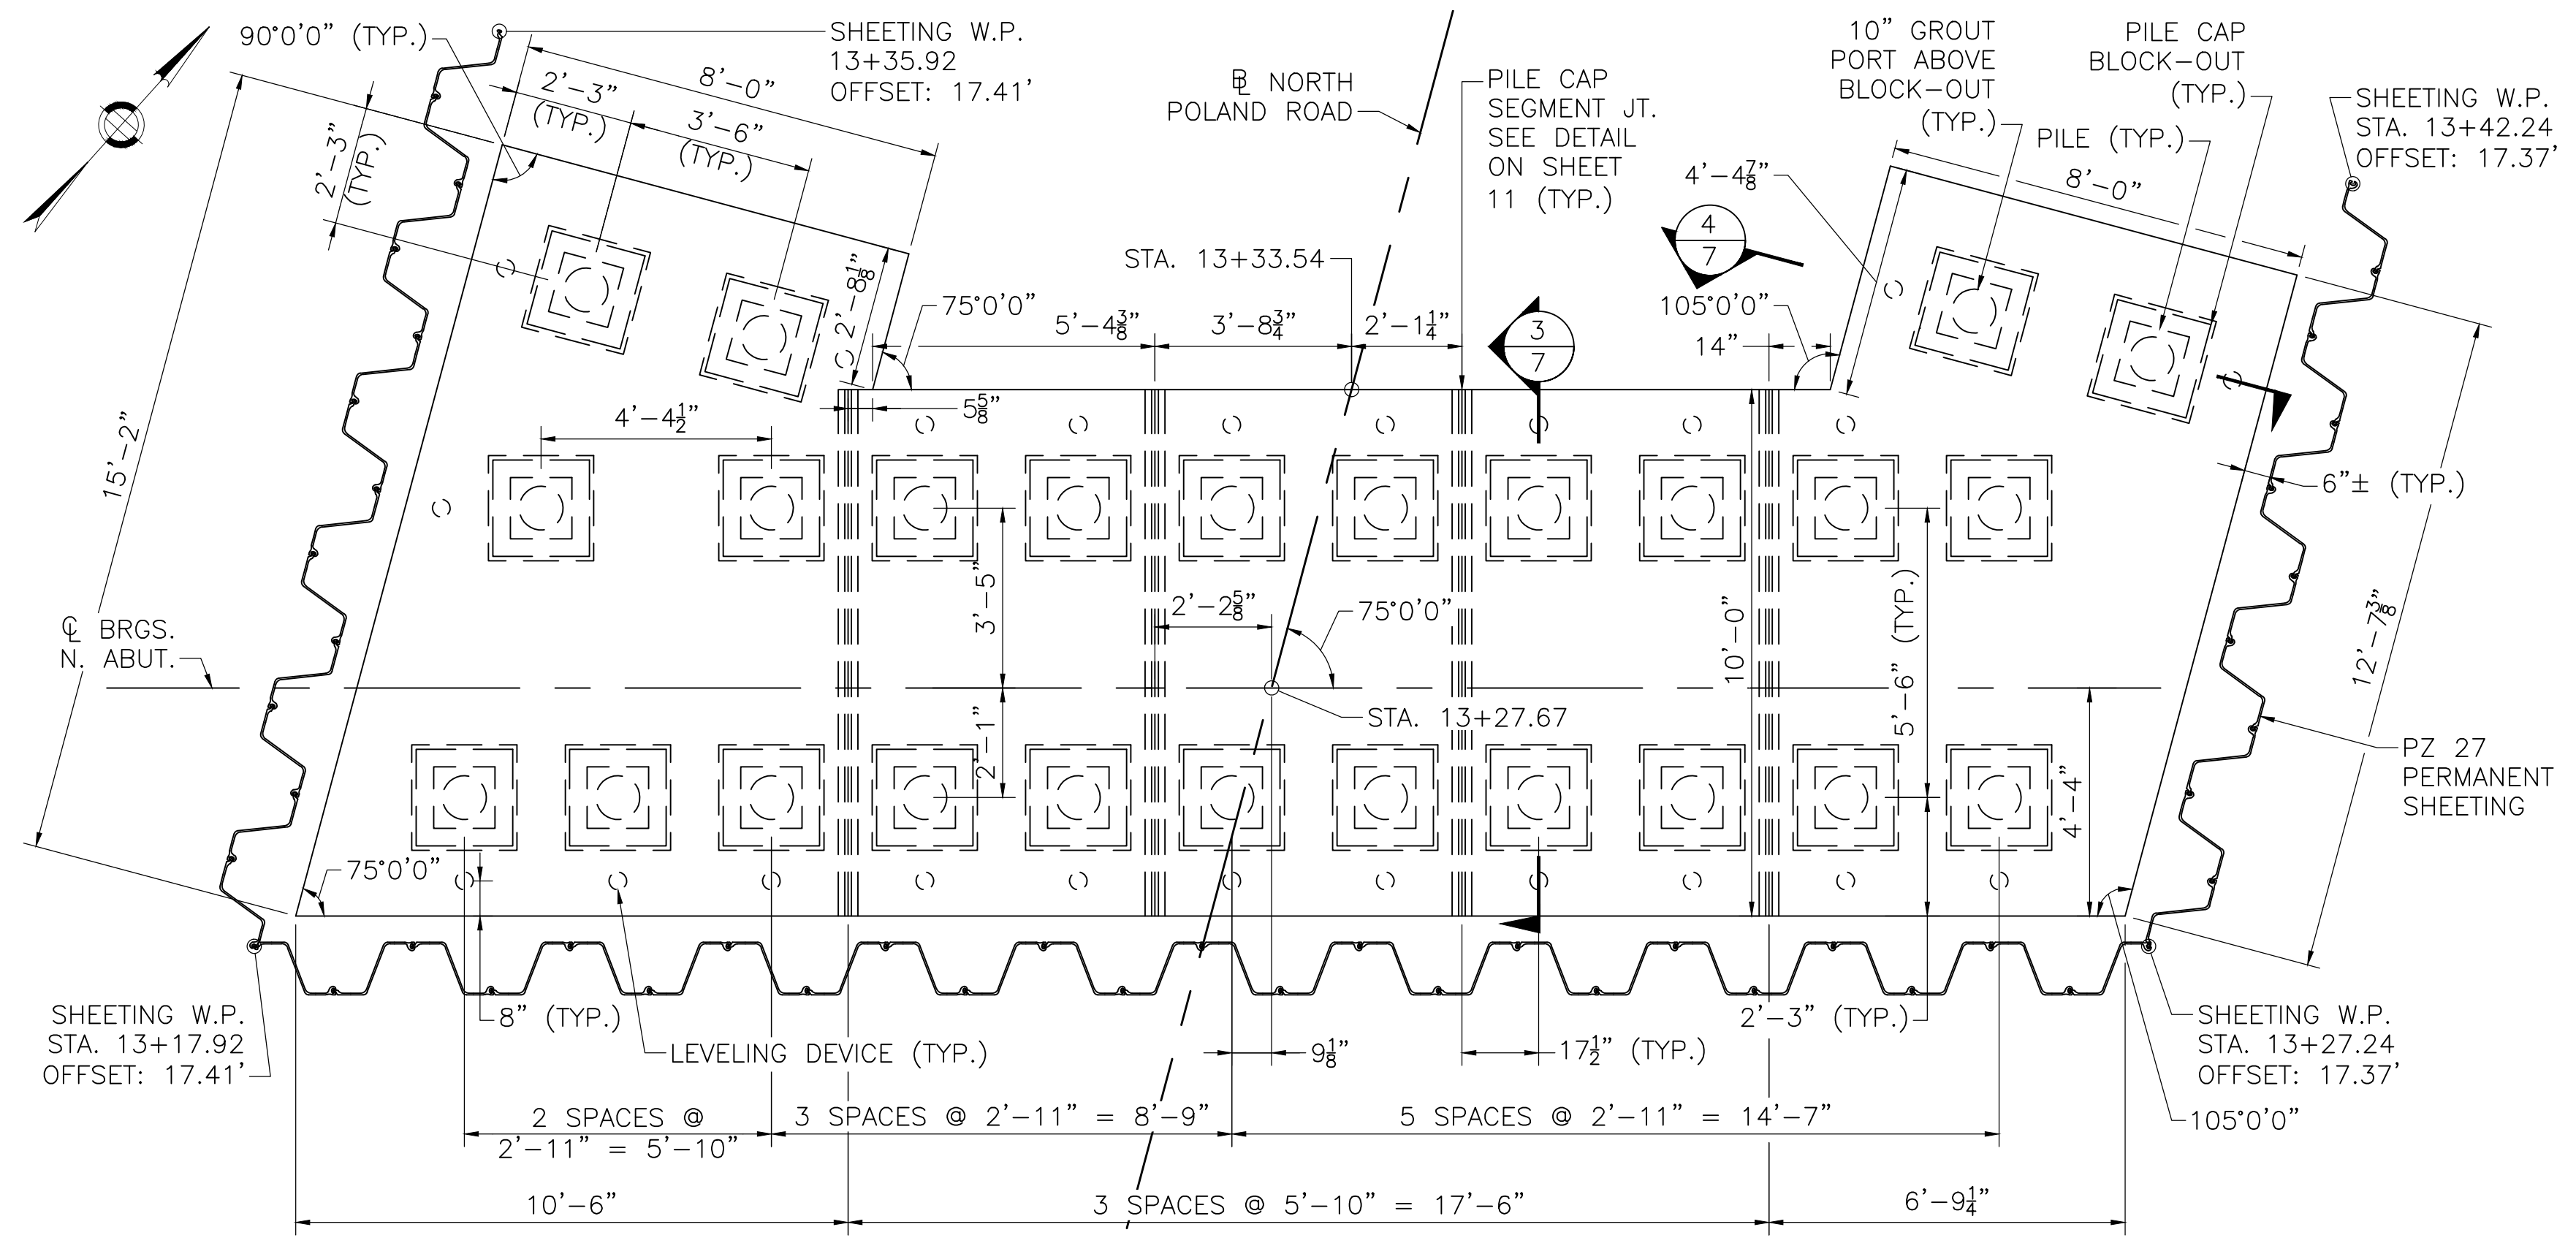 90°0'0" (TYP.)
SHEETING W.P.
13+35.92
OFFSET: 17.41'
8'-0"
2'-3"
(TYP.)
3'-6"
(TYP.)
2'-3"
(TYP.)
℄ NORTH
POLAND ROAD
PILE CAP
SEGMENT JT.
SEE DETAIL
ON SHEET
11 (TYP.)
10" GROUT
PORT ABOVE
BLOCK-OUT
(TYP.)
PILE CAP
BLOCK-OUT
(TYP.)
PILE (TYP.)
SHEETING W.P.
STA. 13+42.24
OFFSET: 17.37'
4'-4⅞"
8'-0"
4
7
STA. 13+33.54
2'-8⅛"
75°0'0"
5'-4⅜"
3'-8¾"
2'-1¼"
3
7
105°0'0"
14"
5⅝"
4'-4½"
15'-2"
3'-5"
2'-2⅝"
75°0'0"
10'-0"
5'-6" (TYP.)
6"± (TYP.)
12'-7⅜"
℄ BRGS.
N. ABUT.
2'-1"
STA. 13+27.67
4'-4"
PZ 27
PERMANENT
SHEETING
75°0'0"
SHEETING W.P.
STA. 13+17.92
OFFSET: 17.41'
8" (TYP.)
LEVELING DEVICE (TYP.)
9⅛"
17½" (TYP.)
2'-3" (TYP.)
SHEETING W.P.
STA. 13+27.24
OFFSET: 17.37'
105°0'0"
2 SPACES @
2'-11" = 5'-10"
3 SPACES @ 2'-11" = 8'-9"
5 SPACES @ 2'-11" = 14'-7"
10'-6"
3 SPACES @ 5'-10" = 17'-6"
6'-9¼"